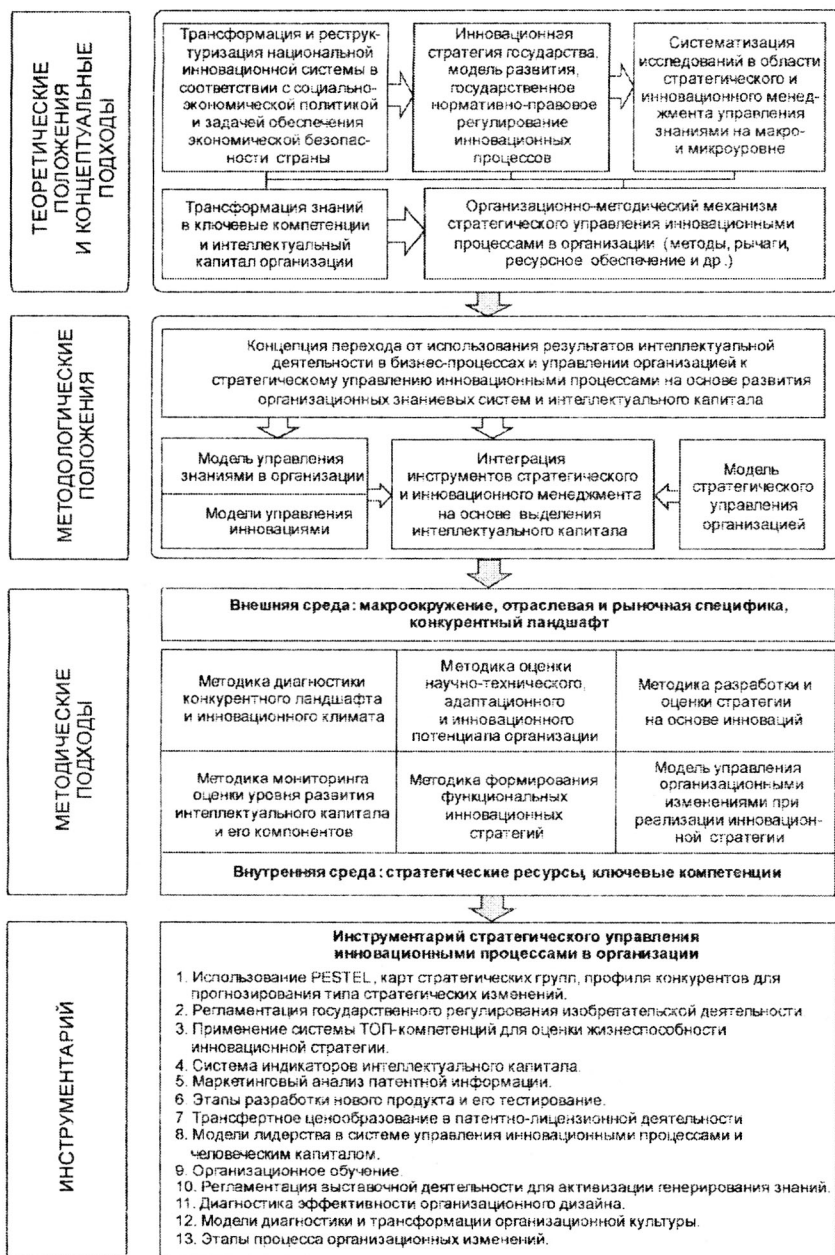 ТЕОРЕТИЧЕСКИЕ
ПОЛОЖЕНИЯ
И КОНЦЕПТУАЛЬНЫЕ
ПОДХОДЫ
Трансформация и реструк-
туризация национальной
инновационной системы в
соответствии с социально-
экономической политикой
и задачей обеспечения
экономической безопас-
ности страны
Инновационная
стратегия государства,
модель развития,
государственное
нормативно-правовое
регулирование
инновационных
процессов
Систематизация
исследований в области
стратегического и
инновационного менед-
жмента управления
знаниями на макро-
и микроуровне
Трансформация знаний
в ключевые компетенции
и интеллектуальный
капитал организации
Организационно-методический механизм
стратегического управления инновационными
процессами в организации (методы, рычаги,
ресурсное обеспечение и др.)
МЕТОДОЛОГИЧЕСКИЕ
ПОЛОЖЕНИЯ
Концепция перехода от использования результатов интеллектуальной
деятельности в бизнес-процессах и управлении организацией к
стратегическому управлению инновационными процессами на основе развития
организационных знаниевых систем и интеллектуального капитала
Модель управления
знаниями в организации
Модели управления
инновациями
Интеграция
инструментов стратегического
и инновационного менеджмента
на основе выделения
интеллектуального капитала
Модель
стратегического
управления
организацией
МЕТОДИЧЕСКИЕ
ПОДХОДЫ
Внешняя среда: макроокружение, отраслевая и рыночная специфика,
конкурентный ландшафт
Методика диагностики
конкурентного ландшафта
и инновационного климата
Методика оценки
научно-технического,
адаптационного
и инновационного
потенциала организации
Методика разработки и
оценки стратегии
на основе инноваций
Методика мониторинга
оценки уровня развития
интеллектуального капитала
и его компонентов
Методика формирования
функциональных
инновационных
стратегий
Модель управления
организационными
изменениями при
реализации инновацион-
ной стратегии
Внутренняя среда: стратегические ресурсы, ключевые компетенции
ИНСТРУМЕНТАРИЙ
Инструментарий стратегического управления
инновационными процессами в организации
1. Использование PESTEL, карт стратегических групп, профиля конкурентов для
прогнозирования типа стратегических изменений.
2. Регламентация государственного регулирования изобретательской деятельности
3. Применение системы ТОП-компетенций для оценки жизнеспособности
инновационной стратегии.
4. Система индикаторов интеллектуального капитала.
5. Маркетинговый анализ патентной информации.
6. Этапы разработки нового продукта и его тестирование.
7 Трансфертное ценообразование в патентно-лицензионной деятельности
8. Модели лидерства в системе управления инновационными процессами и
человеческим капиталом.
9. Организационное обучение.
10. Регламентация выставочной деятельности для активизации генерирования знаний.
11. Диагностика эффективности организационного дизайна.
12. Модели диагностики и трансформации организационной культуры.
13. Этапы процесса организационных изменений.